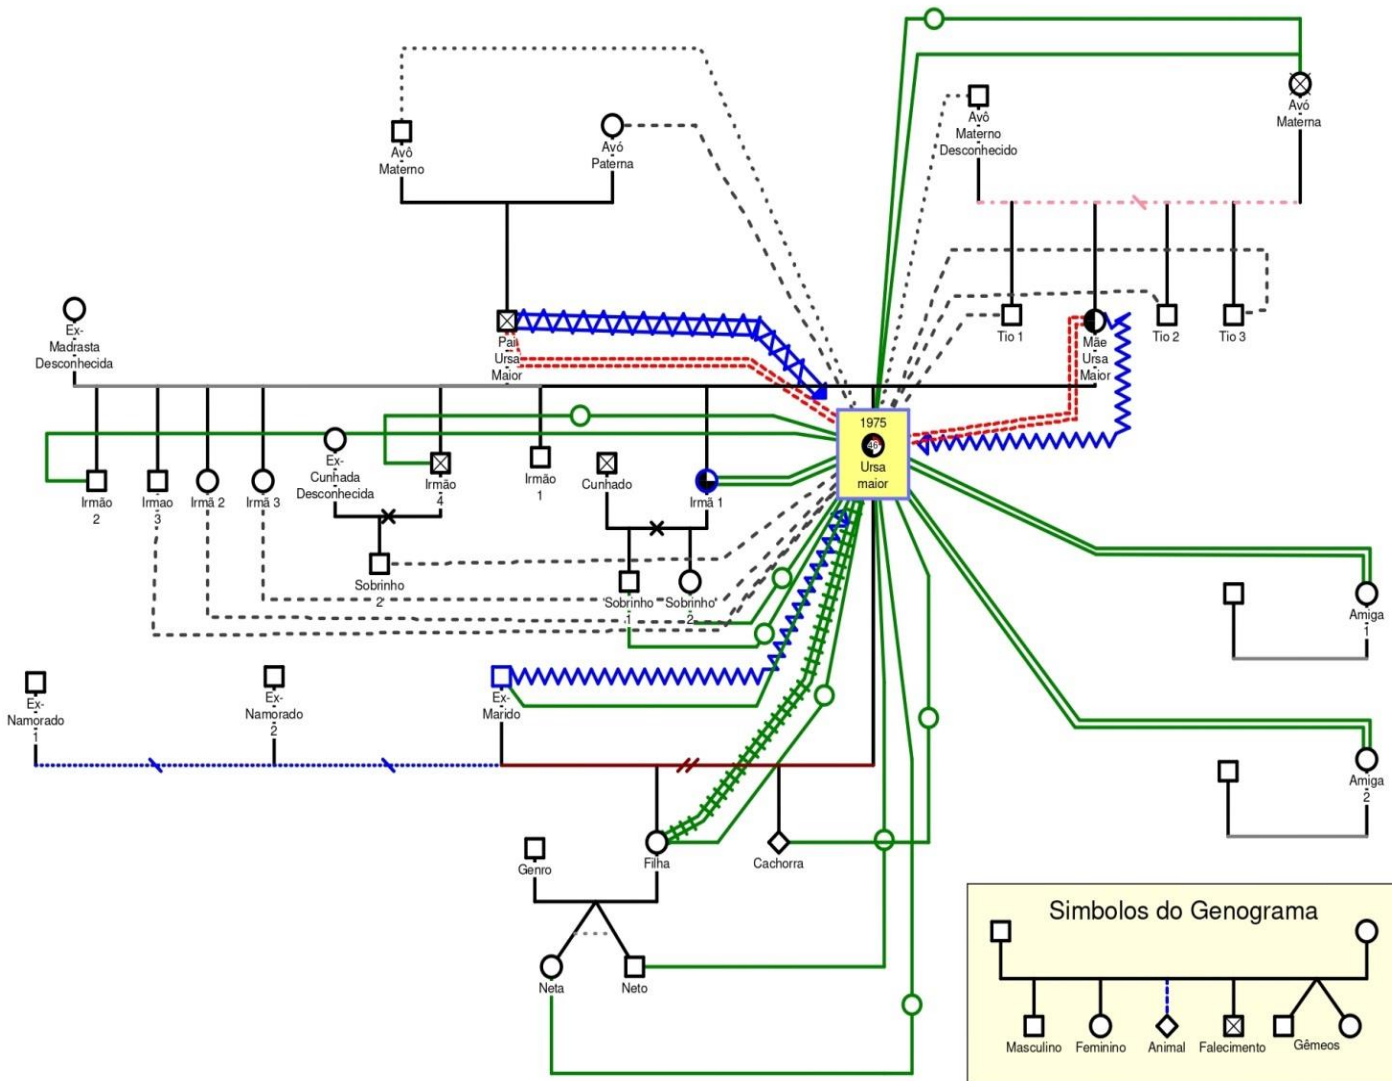 Avô
Materno
Avó
Paterna
Avô
Materno
Desconhecido
Avó
Materna
Ex-
Madrasta
Desconhecida
Pai
Ursa
Maior
Tio 1
Mãe
Ursa
Maior
Tio 2
Tio 3
1975
46
Ursa
maior
Irmão
2
Irmao
3
Irmã 2
Irmã 3
Ex-
Cunhada
Desconhecida
Irmão
4
Irmão
1
Cunhado
Irmã 1
Sobrinho
2
Sobrinho
1
Sobrinho
2
Amiga
1
Ex-
Namorado
1
Ex-
Namorado
2
Ex-
Marido
Amiga
2
Genro
Filha
Cachorra
Neta
Neto
Simbolos do Genograma
Masculino
Feminino
Animal
Falecimento
Gêmeos